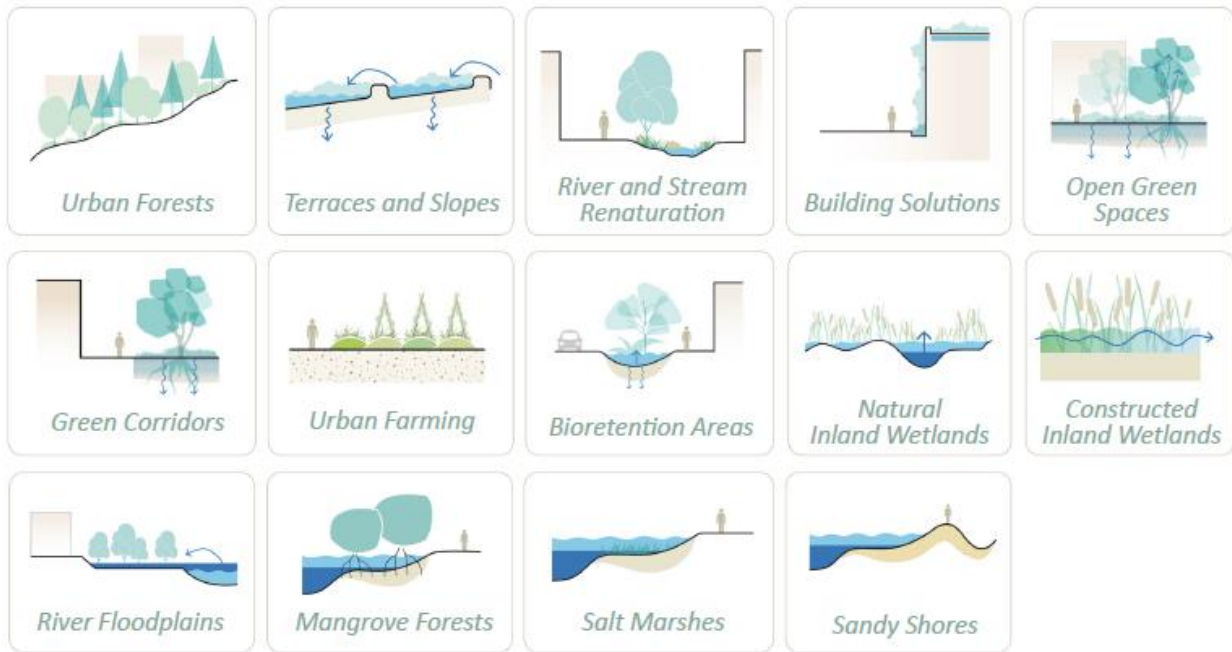 Urban Forests
Terraces and Slopes
River and Stream
Renaturation
Building Solutions
Open Green
Spaces
Green Corridors
Urban Farming
Bioretention Areas
Natural
Inland Wetlands
Constructed
Inland Wetlands
River Floodplains
Mangrove Forests
Salt Marshes
Sandy Shores